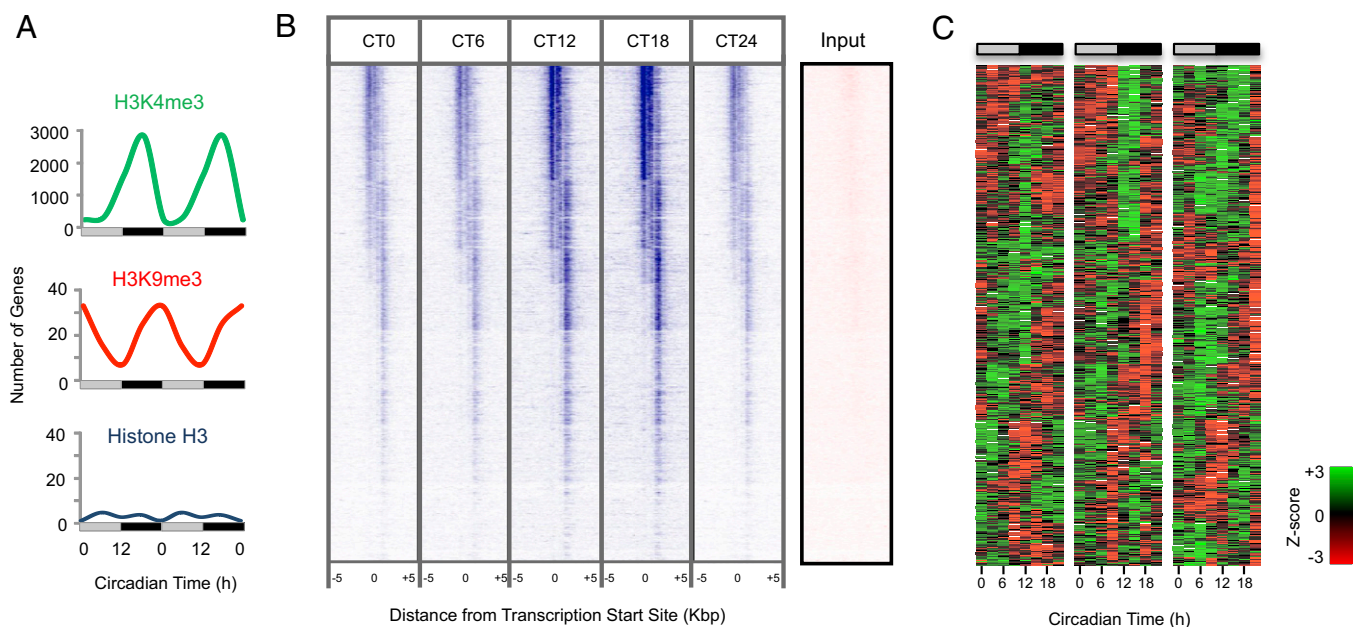 A
H3K4me3
3000
2000
1000
0
H3K9me3
40
20
0
Histone H3
40
20
0
0 12 0 12 0
Number of Genes
Circadian Time (h)
B
CT0 CT6 CT12 CT18 CT24 Input
-5 0 +5 -5 0 +5 -5 0 +5 -5 0 +5 -5 0 +5
Distance from Transcription Start Site (Kbp)
C
0 6 12 18 0 6 12 18 0 6 12 18
Circadian Time (h)
Z-score
+3
0
-3